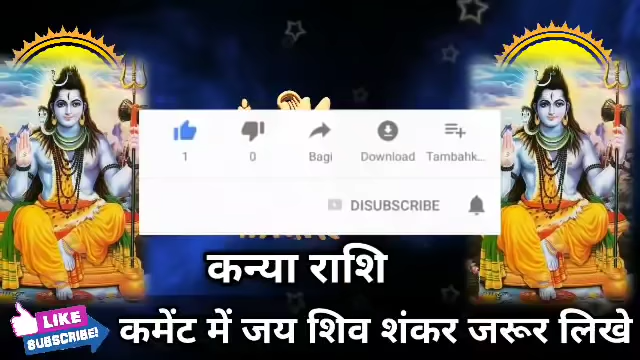 1 0 Bagi Download Tambahk...
DISUBSCRIBE
कन्या राशि
LIKE
SUBSCRIBE!
कमेंट में जय शिव शंकर जरूर लिखे